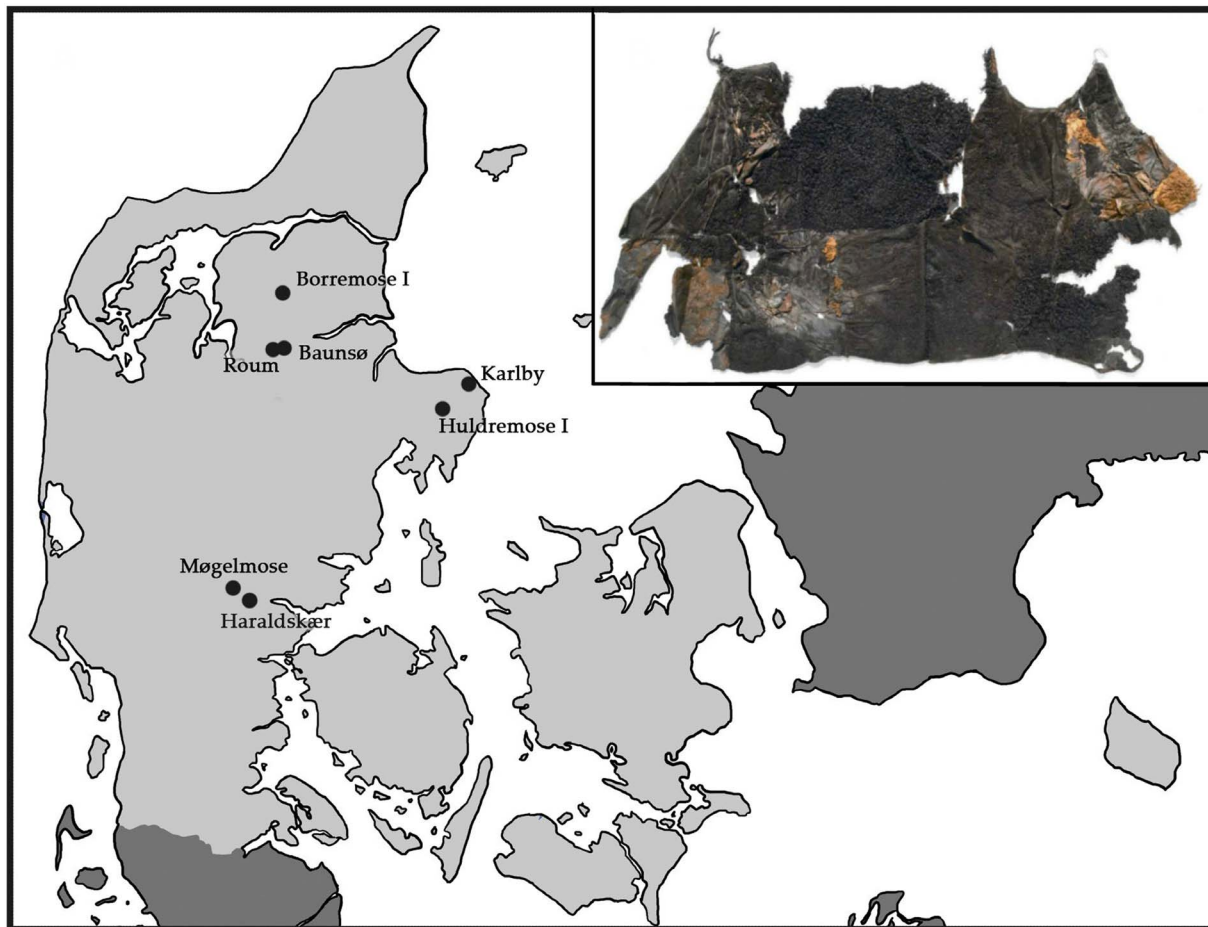 Borremose I
Baunsø
Roum
Karlby
Huldremose I
Møgelmose
Haraldskær